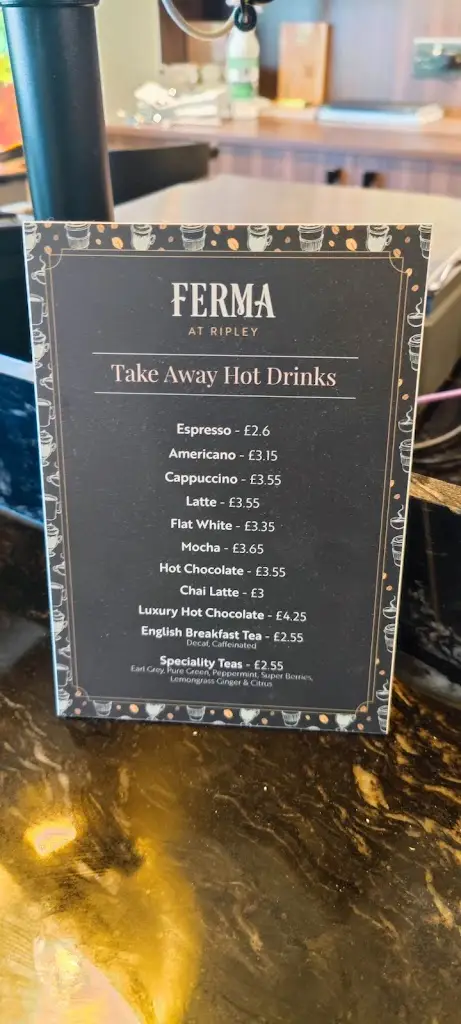 FERMA
AT RIPLEY
Take Away Hot Drinks
Espresso - £2.6
Americano - £3.15
Cappuccino - £3.55
Latte - £3.55
Flat White - £3.35
Mocha - £3.65
Hot Chocolate - £3.55
Chai Latte - £3
Luxury Hot Chocolate - £4.25
English Breakfast Tea - £2.55
Decaf, Caffeinated
Speciality Teas - £2.55
Earl Grey, Pure Green, Peppermint, Super Berries,
Lemongrass Ginger & Citrus